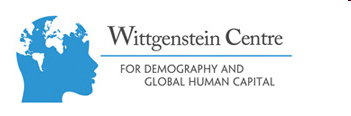 Wittgenstein Centre
FOR DEMOGRAPHY AND
GLOBAL HUMAN CAPITAL